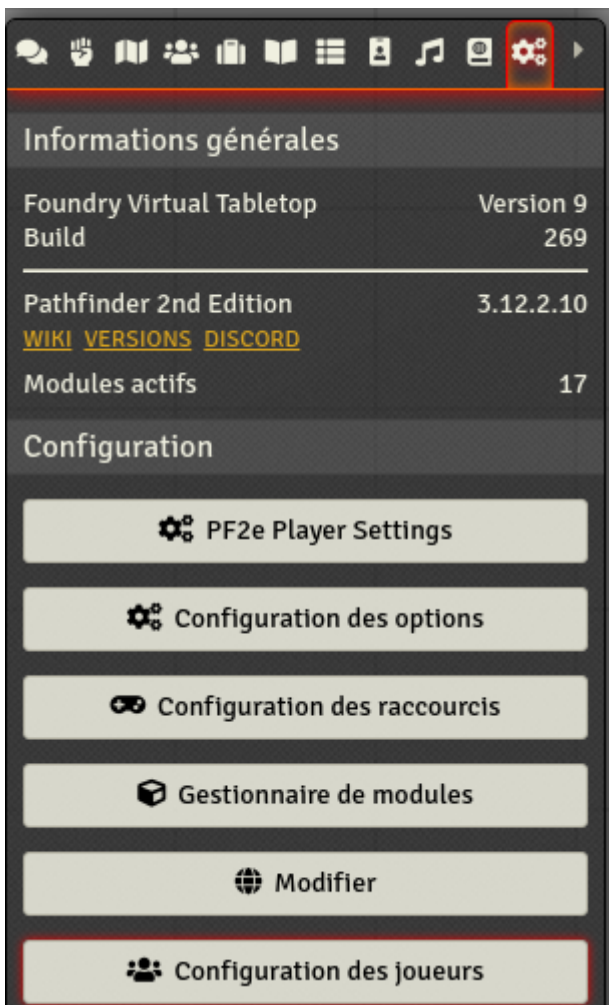 Informations générales
Foundry Virtual Tabletop Version 9
Build 269
Pathfinder 2nd Edition 3.12.2.10
WIKI VERSIONS DISCORD
Modules actifs 17
Configuration
PF2e Player Settings
Configuration des options
Configuration des raccourcis
Gestionnaire de modules
Modifier
Configuration des joueurs